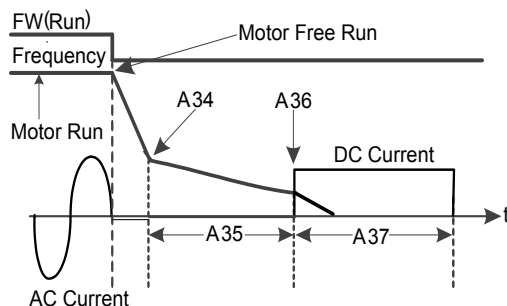 FW(Run)
Frequency
Motor Free Run
A34
A36
Motor Run
DC Current
t
A35
A37
AC Current